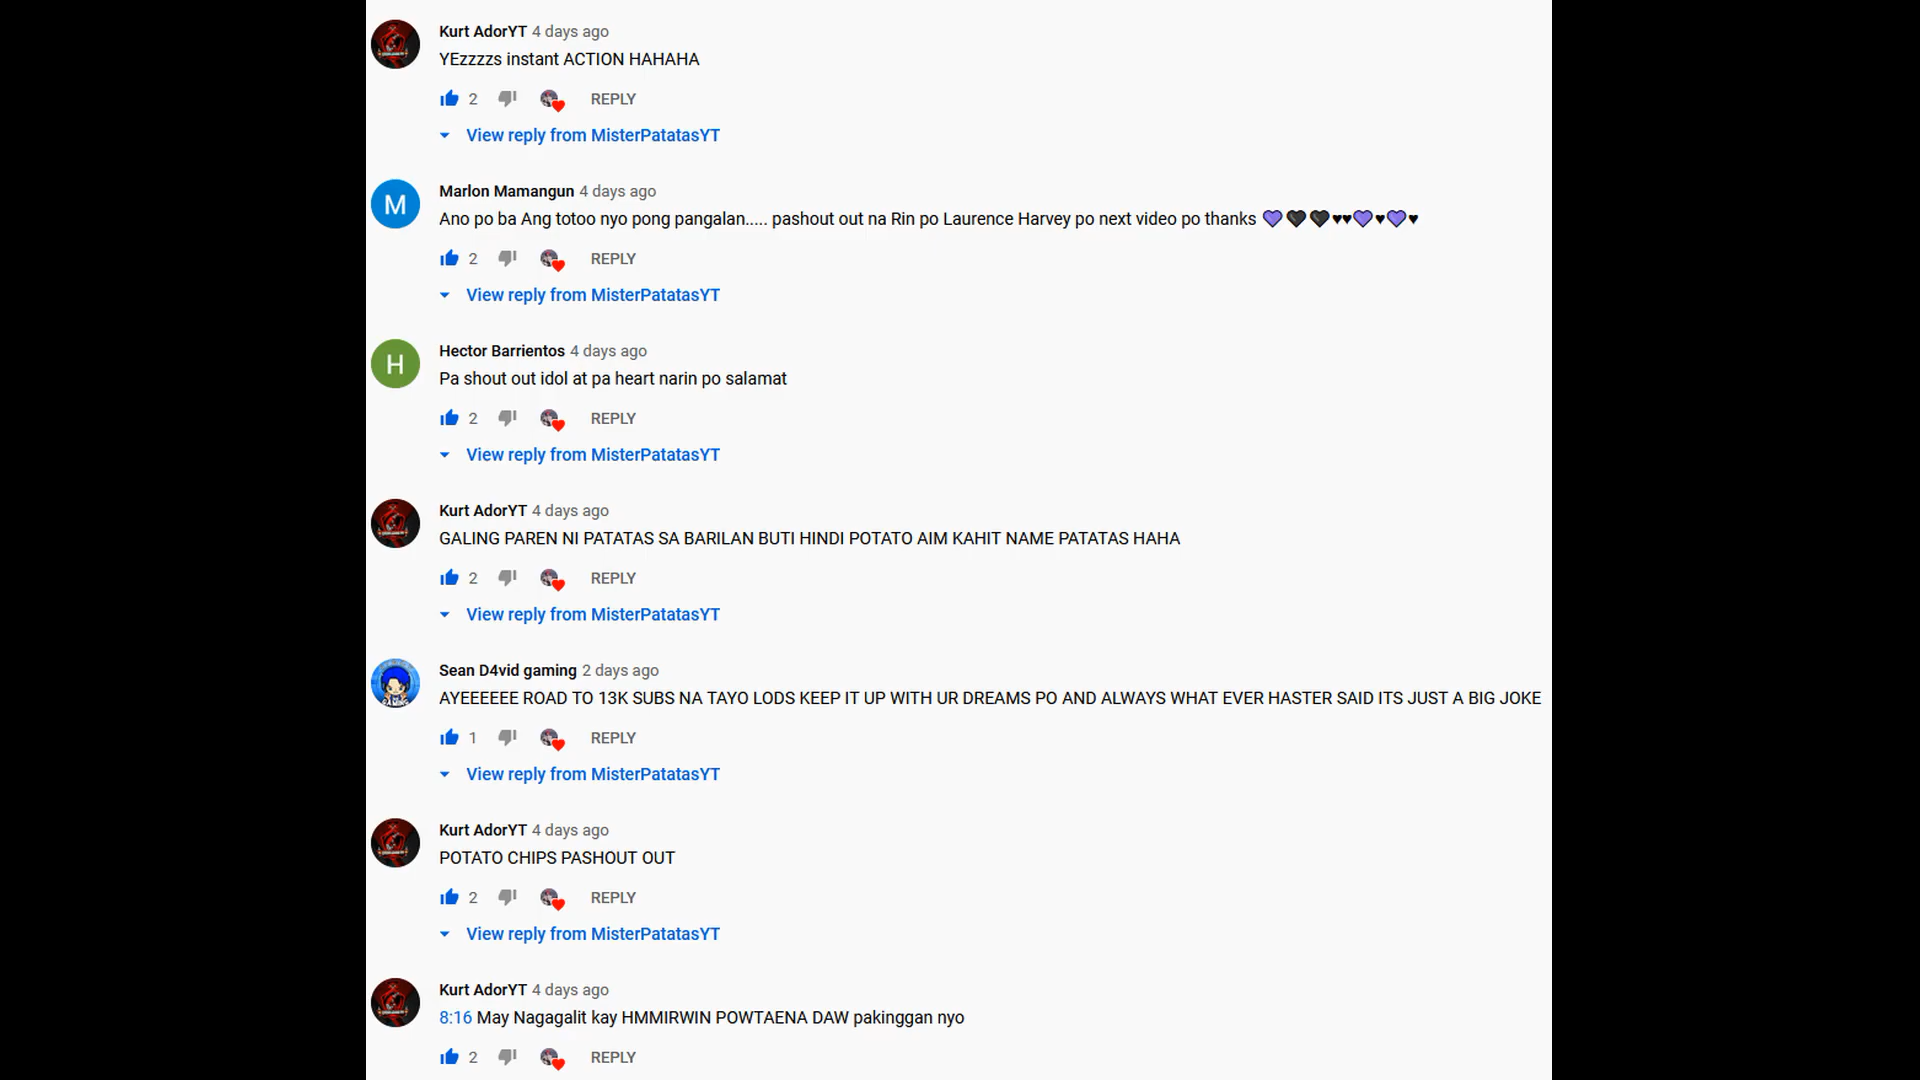 Kurt AdorYT 4 days ago
YEzzzzs instant ACTION HAHAHA
2 REPLY
View reply from MisterPatatasYT
M
Marlon Mamangun 4 days ago
Ano po ba Ang totoo nyo pong pangalan..... pashout out na Rin po Laurence Harvey po next video po thanks 💜🖤🖤♥♥💜♥💜♥
2 REPLY
View reply from MisterPatatasYT
H
Hector Barrientos 4 days ago
Pa shout out idol at pa heart narin po salamat
2 REPLY
View reply from MisterPatatasYT
Kurt AdorYT 4 days ago
GALING PAREN NI PATATAS SA BARILAN BUTI HINDI POTATO AIM KAHIT NAME PATATAS HAHA
2 REPLY
View reply from MisterPatatasYT
Sean D4vid gaming 2 days ago
AYEEEEEE ROAD TO 13K SUBS NA TAYO LODS KEEP IT UP WITH UR DREAMS PO AND ALWAYS WHAT EVER HASTER SAID ITS JUST A BIG JOKE
1 REPLY
View reply from MisterPatatasYT
Kurt AdorYT 4 days ago
POTATO CHIPS PASHOUT OUT
2 REPLY
View reply from MisterPatatasYT
Kurt AdorYT 4 days ago
8:16 May Nagagalit kay HMMIRWIN POWTAENA DAW pakinggan nyo
2 REPLY